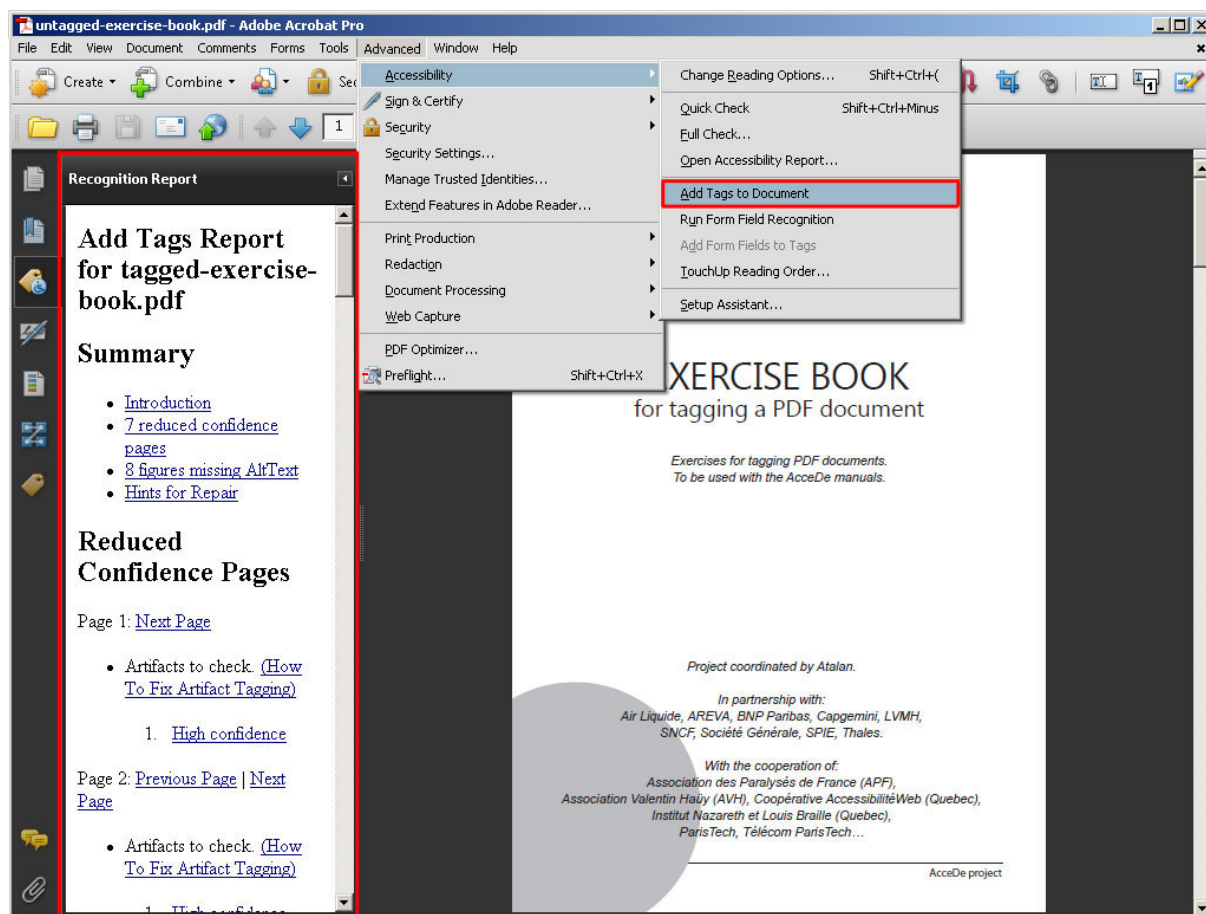 untagged-exercise-book.pdf - Adobe Acrobat Pro
File Edit View Document Comments Forms Tools Advanced Window Help
Create Combine Sec
1
Accessibility
Sign & Certify
Security
Security Settings...
Manage Trusted Identities...
Extend Features in Adobe Reader...
Print Production
Redaction
Document Processing
Web Capture
PDF Optimizer...
Preflight... Shift+Ctrl+X
Change Reading Options... Shift+Ctrl+(
Quick Check Shift+Ctrl+Minus
Full Check...
Open Accessibility Report...
Add Tags to Document
Run Form Field Recognition
Add Form Fields to Tags
TouchUp Reading Order...
Setup Assistant...
Recognition Report
Add Tags Report
for tagged-exercise-
book.pdf
Summary
• Introduction
• 7 reduced confidence
pages
• 8 figures missing AltText
• Hints for Repair
Reduced
Confidence Pages
Page 1: Next Page
• Artifacts to check. (How
To Fix Artifact Tagging)
1. High confidence
Page 2: Previous Page | Next
Page
• Artifacts to check. (How
To Fix Artifact Tagging)
1. High confidence
XERCISE BOOK
for tagging a PDF document
Exercises for tagging PDF documents.
To be used with the AcceDe manuals.
Project coordinated by Atalan.
In partnership with:
Air Liquide, AREVA, BNP Paribas, Capgemini, LVMH,
SNCF, Société Générale, SPIE, Thales.
With the cooperation of:
Association des Paralysés de France (APF),
Association Valentin Haüy (AVH), Coopérative AccessibilitéWeb (Quebec),
Institut Nazareth et Louis Braille (Quebec),
ParisTech, Télécom ParisTech…
AcceDe project